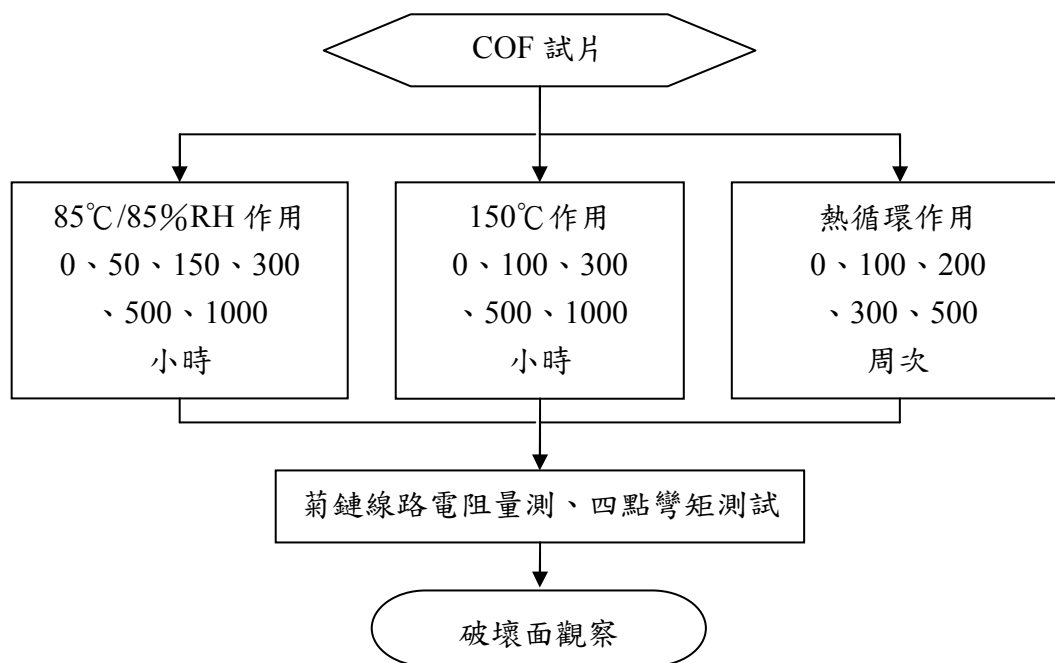 COF 試片
85℃/85%RH 作用
0、50、150、300
、500、1000
小時
150℃作用
0、100、300
、500、1000
小時
熱循環作用
0、100、200
、300、500
周次
菊鏈線路電阻量測、四點彎矩測試
破壞面觀察